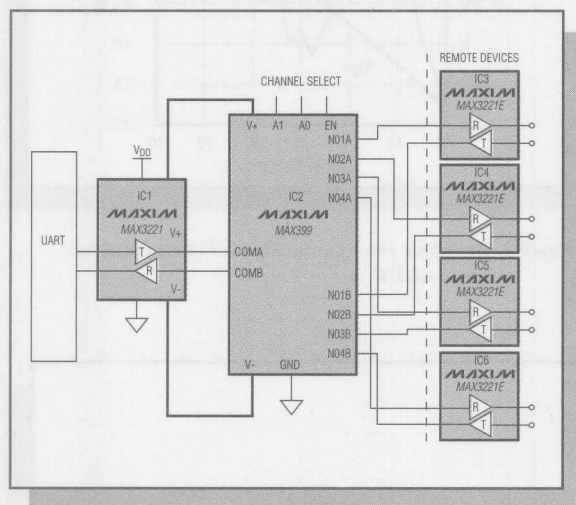 REMOTE DEVICES
CHANNEL SELECT
V+ A1 A0 EN
IC2
MAXIM
MAX399
COMA
COMB
V- GND
N01A
N02A
N03A
N04A
N01B
N02B
N03B
N04B
UART
VDD
IC1
MAXIM
MAX3221
V+
T
R
V-
IC3
MAXIM
MAX3221E
R
T
IC4
MAXIM
MAX3221E
R
T
IC5
MAXIM
MAX3221E
R
T
IC6
MAXIM
MAX3221E
R
T